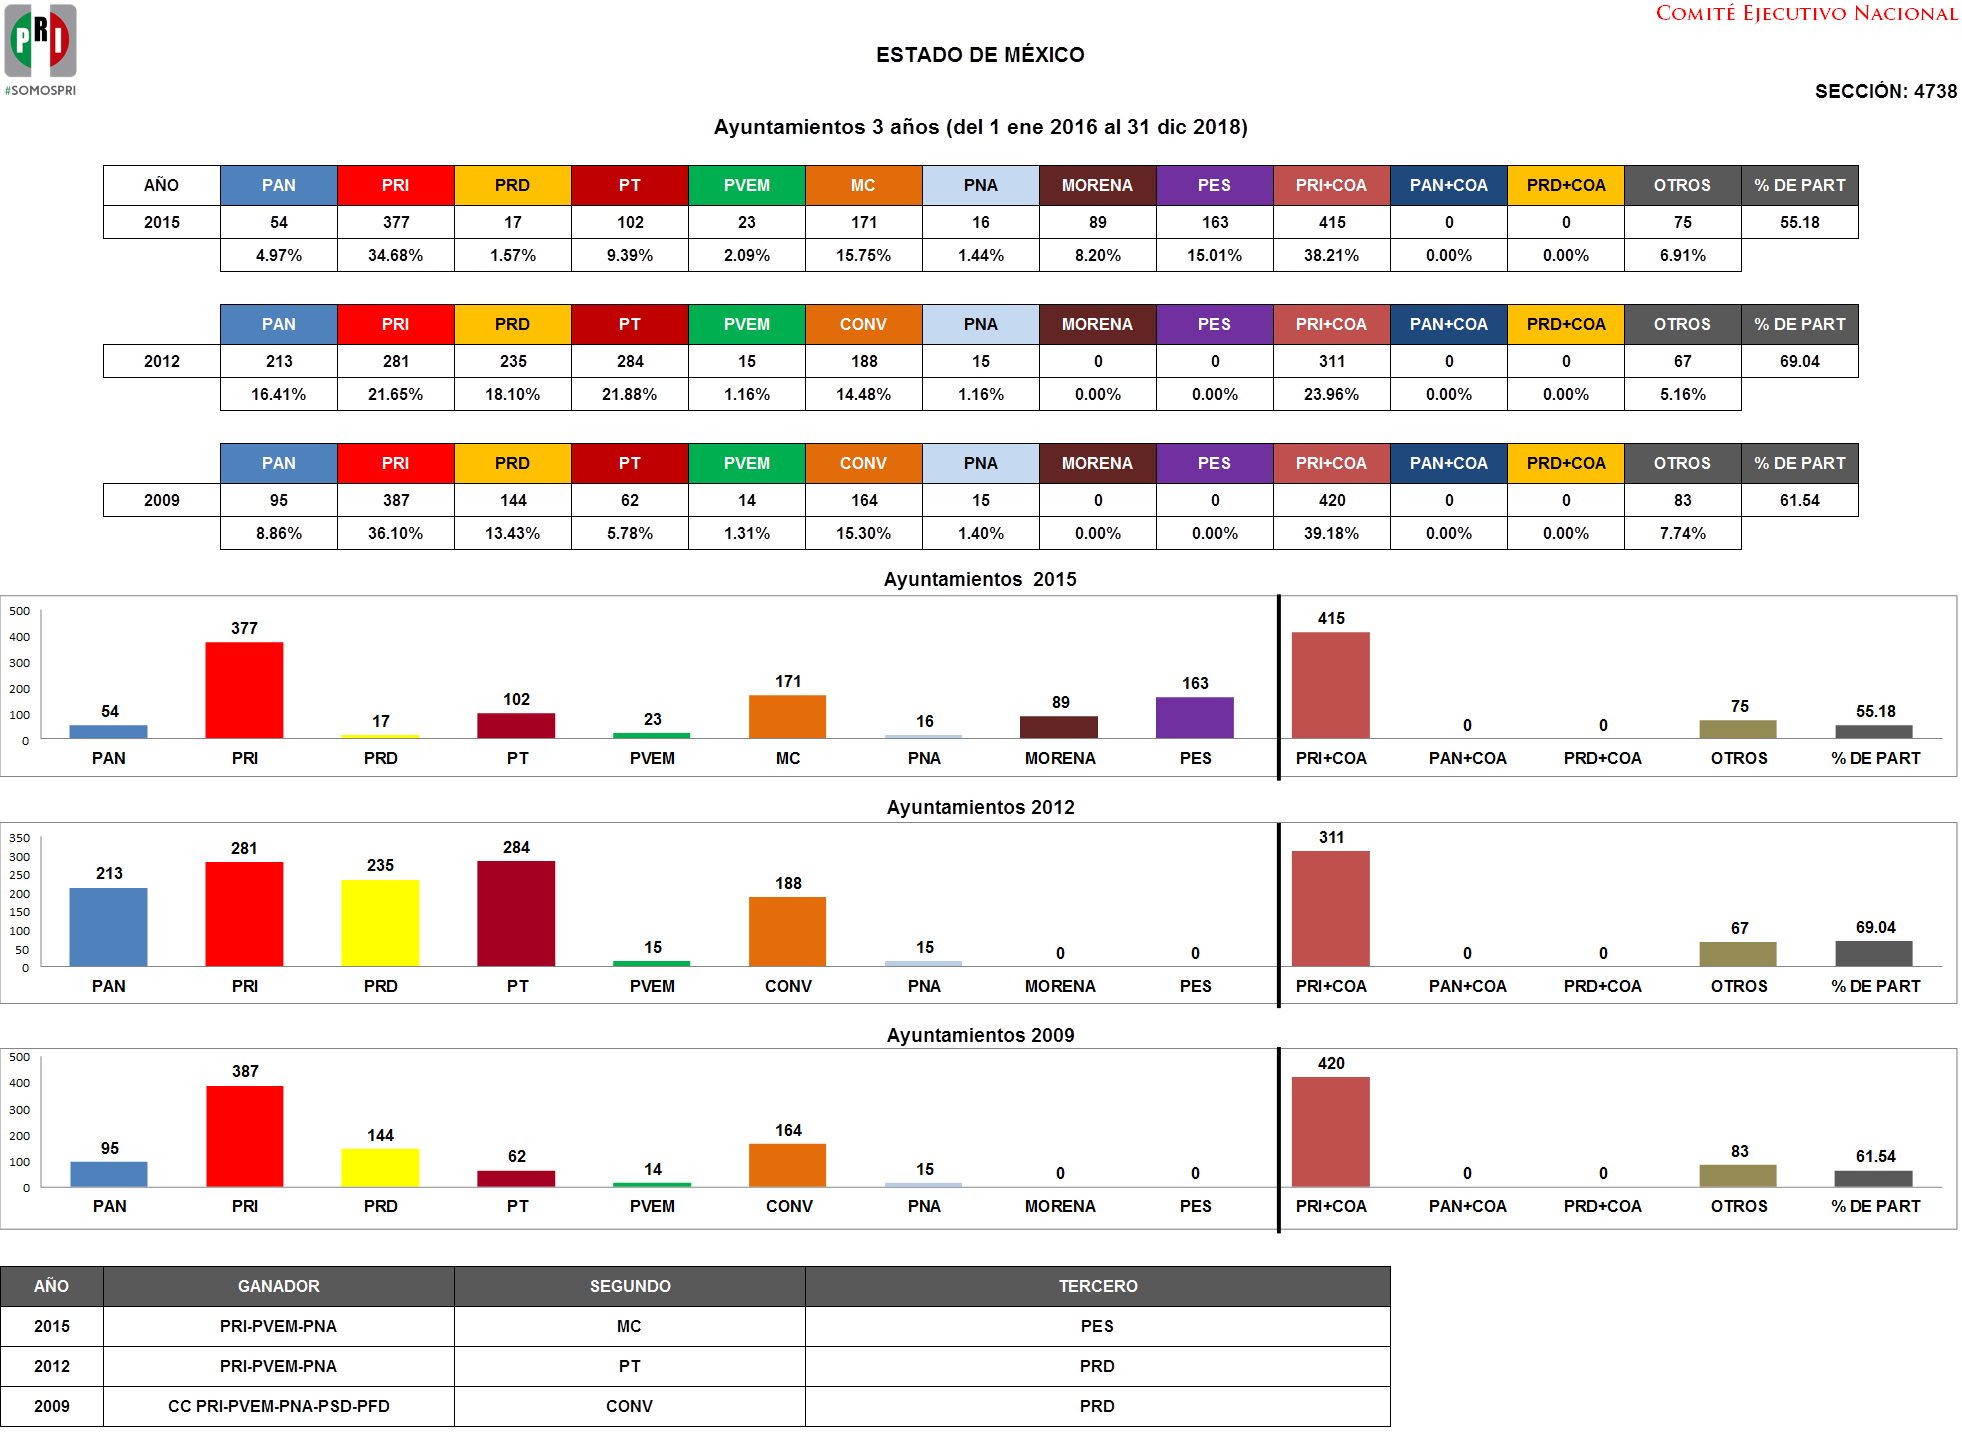 PRI
#SOMOSPRI
COMITÉ EJECUTIVO NACIONAL
ESTADO DE MÉXICO
SECCIÓN: 4738
Ayuntamientos 3 años (del 1 ene 2016 al 31 dic 2018)
AÑO PAN PRI PRD PT PVEM MC PNA MORENA PES PRI+COA PAN+COA PRD+COA OTROS % DE PART
2015 54 377 17 102 23 171 16 89 163 415 0 0 75 55.18
4.97% 34.68% 1.57% 9.39% 2.09% 15.75% 1.44% 8.20% 15.01% 38.21% 0.00% 0.00% 6.91%
PAN PRI PRD PT PVEM CONV PNA MORENA PES PRI+COA PAN+COA PRD+COA OTROS % DE PART
2012 213 281 235 284 15 188 15 0 0 311 0 0 67 69.04
16.41% 21.65% 18.10% 21.88% 1.16% 14.48% 1.16% 0.00% 0.00% 23.96% 0.00% 0.00% 5.16%
PAN PRI PRD PT PVEM CONV PNA MORENA PES PRI+COA PAN+COA PRD+COA OTROS % DE PART
2009 95 387 144 62 14 164 15 0 0 420 0 0 83 61.54
8.86% 36.10% 13.43% 5.78% 1.31% 15.30% 1.40% 0.00% 0.00% 39.18% 0.00% 0.00% 7.74%
Ayuntamientos 2015
500
400
300
200
100
0
54 377 17 102 23 171 16 89 163 415 0 0 75 55.18
PAN PRI PRD PT PVEM MC PNA MORENA PES PRI+COA PAN+COA PRD+COA OTROS % DE PART
Ayuntamientos 2012
350
300
250
200
150
100
50
0
213 281 235 284 15 188 15 0 0 311 0 0 67 69.04
PAN PRI PRD PT PVEM CONV PNA MORENA PES PRI+COA PAN+COA PRD+COA OTROS % DE PART
Ayuntamientos 2009
500
400
300
200
100
0
95 387 144 62 14 164 15 0 0 420 0 0 83 61.54
PAN PRI PRD PT PVEM CONV PNA MORENA PES PRI+COA PAN+COA PRD+COA OTROS % DE PART
AÑO GANADOR SEGUNDO TERCERO
2015 PRI-PVEM-PNA MC PES
2012 PRI-PVEM-PNA PT PRD
2009 CC PRI-PVEM-PNA-PSD-PFD CONV PRD